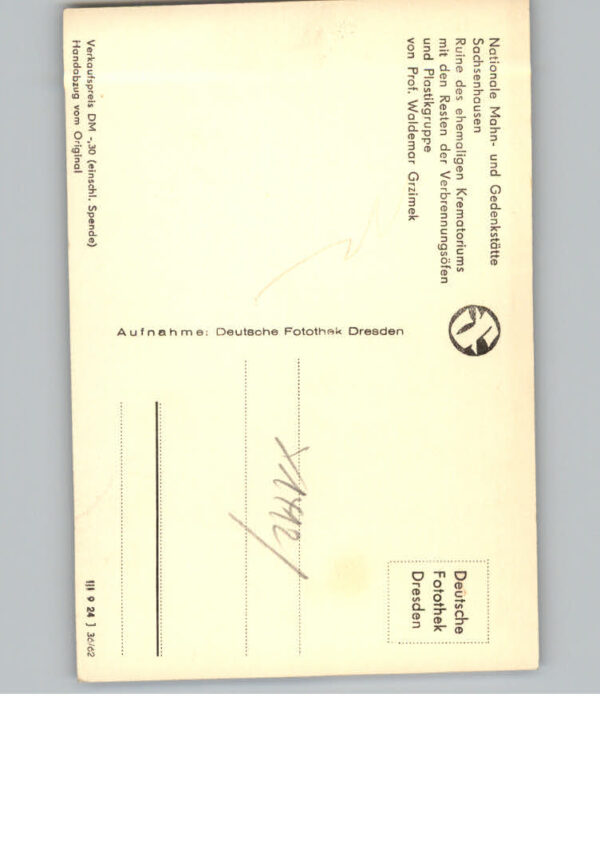 Nationale Mahn- und Gedenkstätte
Sachsenhausen
Ruine des ehemaligen Krematoriums
mit den Resten der Verbrennungsöfen
und Plastikgruppe
von Prof. Waldemar Grzimek
Verkaufspreis DM -,30 (einschl. Spende)
Handabzug vom Original
Aufnahme: Deutsche Fotothek Dresden
Deutsche
Fotothek
Dresden
9 24 ] 36/62